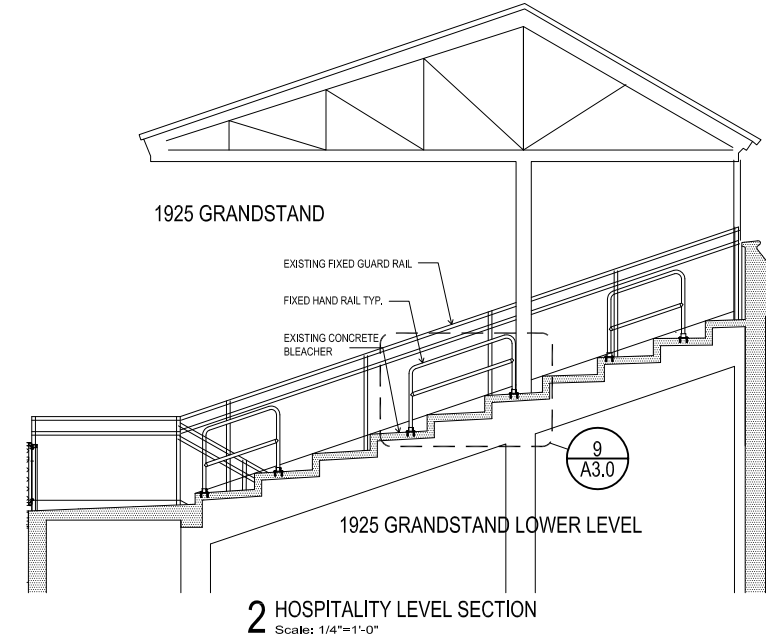 1925 GRANDSTAND
EXISTING FIXED GUARD RAIL
FIXED HAND RAIL TYP.
EXISTING CONCRETE
BLEACHER
9
A3.0
1925 GRANDSTAND LOWER LEVEL
2 HOSPITALITY LEVEL SECTION
Scale: 1/4"=1'-0"